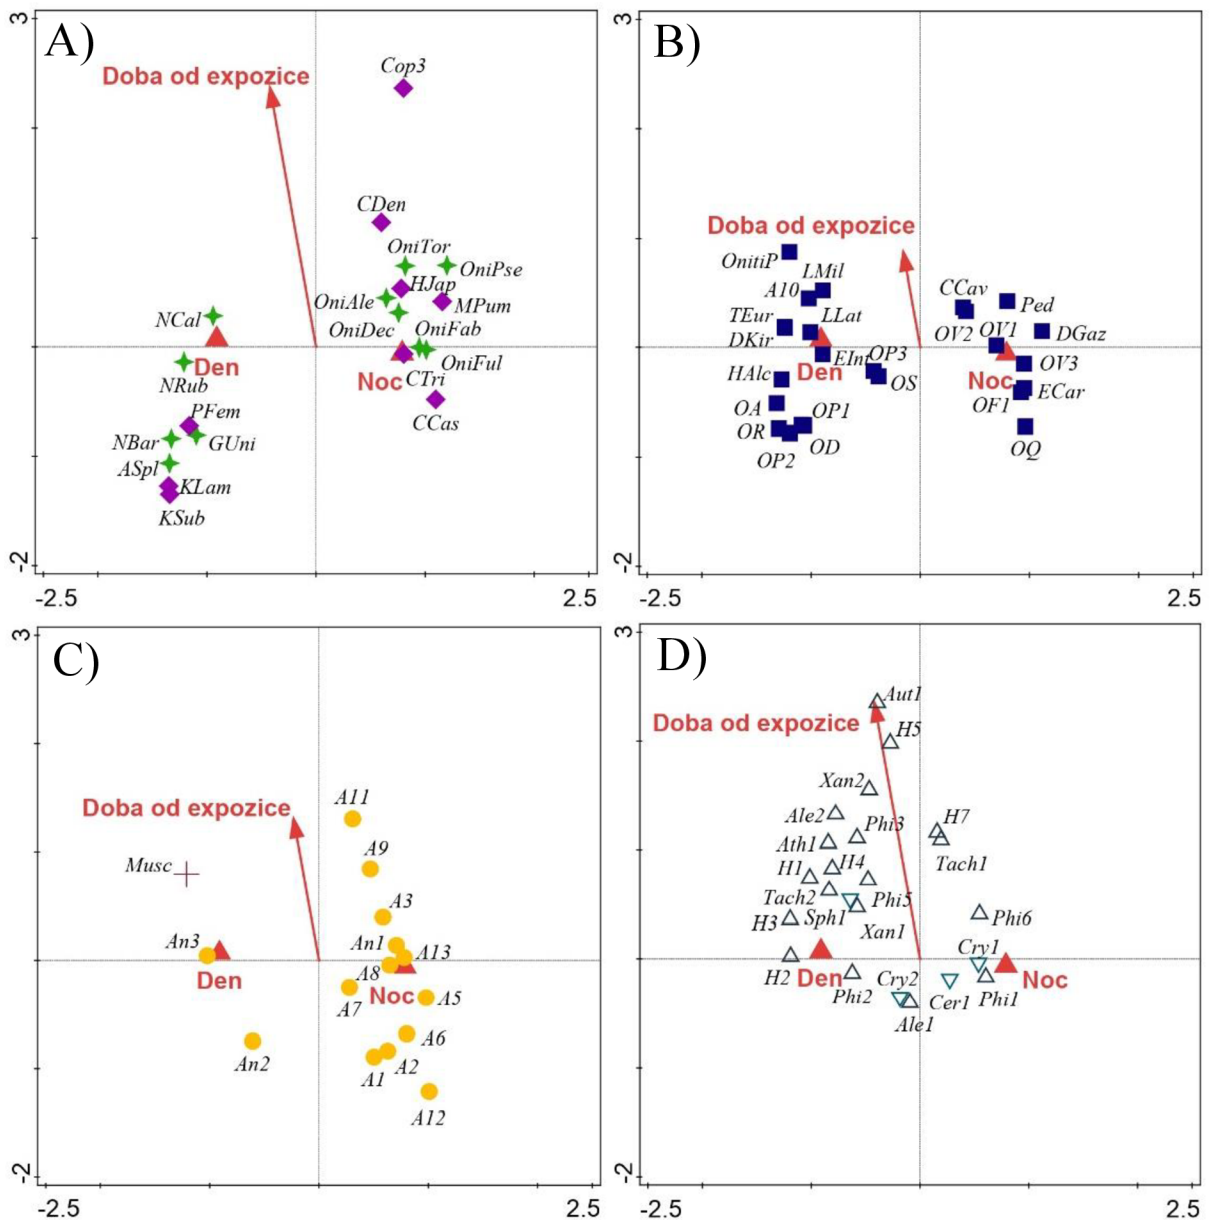 A)
3
Doba od expozice
Cop3
CDen
OniTor
OniPse
HJap
OniAle
MPum
OniDec
OniFab
NCal
OniFul
Den
Noc
CTri
NRub
CCas
PFem
NBar
GUni
ASpl
KLam
KSub
-2
-2.5
2.5
B)
3
Doba od expozice
OnitiP
LMil
A10
CCav
Ped
TEur
LLat
OV2
OV1
DGaz
DKir
EInt
OP3
OV3
HAlc
Den
OS
Noc
ECar
OA
OP1
OF1
OR
OD
OQ
OP2
-2
-2.5
2.5
C)
3
Doba od expozice
A11
A9
Musc
A3
An3
An1
A13
Den
A8
Noc
A7
A5
An2
A6
A1
A2
A12
-2
-2.5
2.5
D)
3
Aut1
Doba od expozice
H5
Xan2
Ale2
Phi3
H7
Ath1
H1
H4
Tach1
Tach2
Phi5
H3
Sph1
Xan1
Phi6
Cry1
H2
Den
Cry2
Noc
Phi2
Cer1
Phi1
Ale1
-2
-2.5
2.5